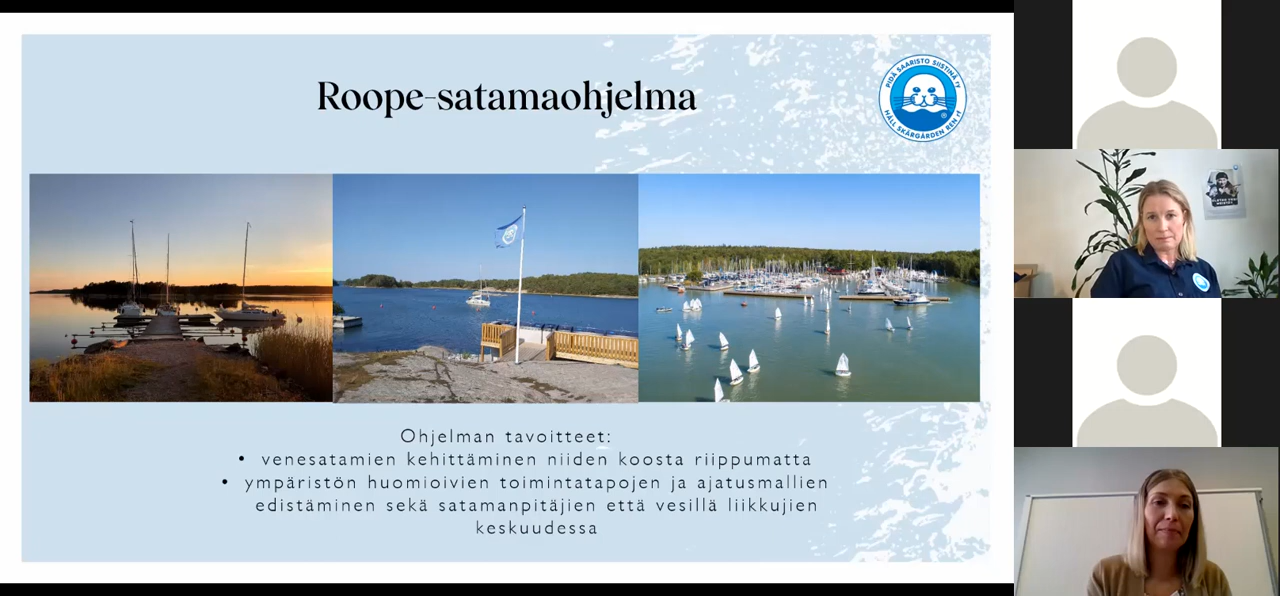 Roope-satamaohjelma
PIDÄ SAARISTO SIISTINÄ ry
HÅLL SKÄRGÅRDEN REN rf
®
Ohjelman tavoitteet:
• venesatamien kehittäminen niiden koosta riippumatta
• ympäristön huomioivien toimintatapojen ja ajatusmallien
edistäminen sekä satamanpitäjien että vesillä liikkujien
keskuudessa